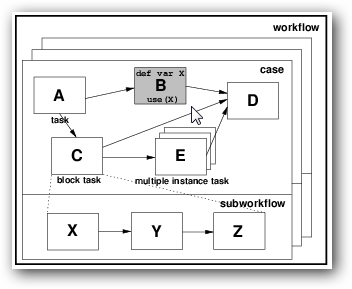 workflow
case
def var X
A
B
D
use(X)
task
C
E
block task
multiple instance task
subworkflow
X
Y
Z